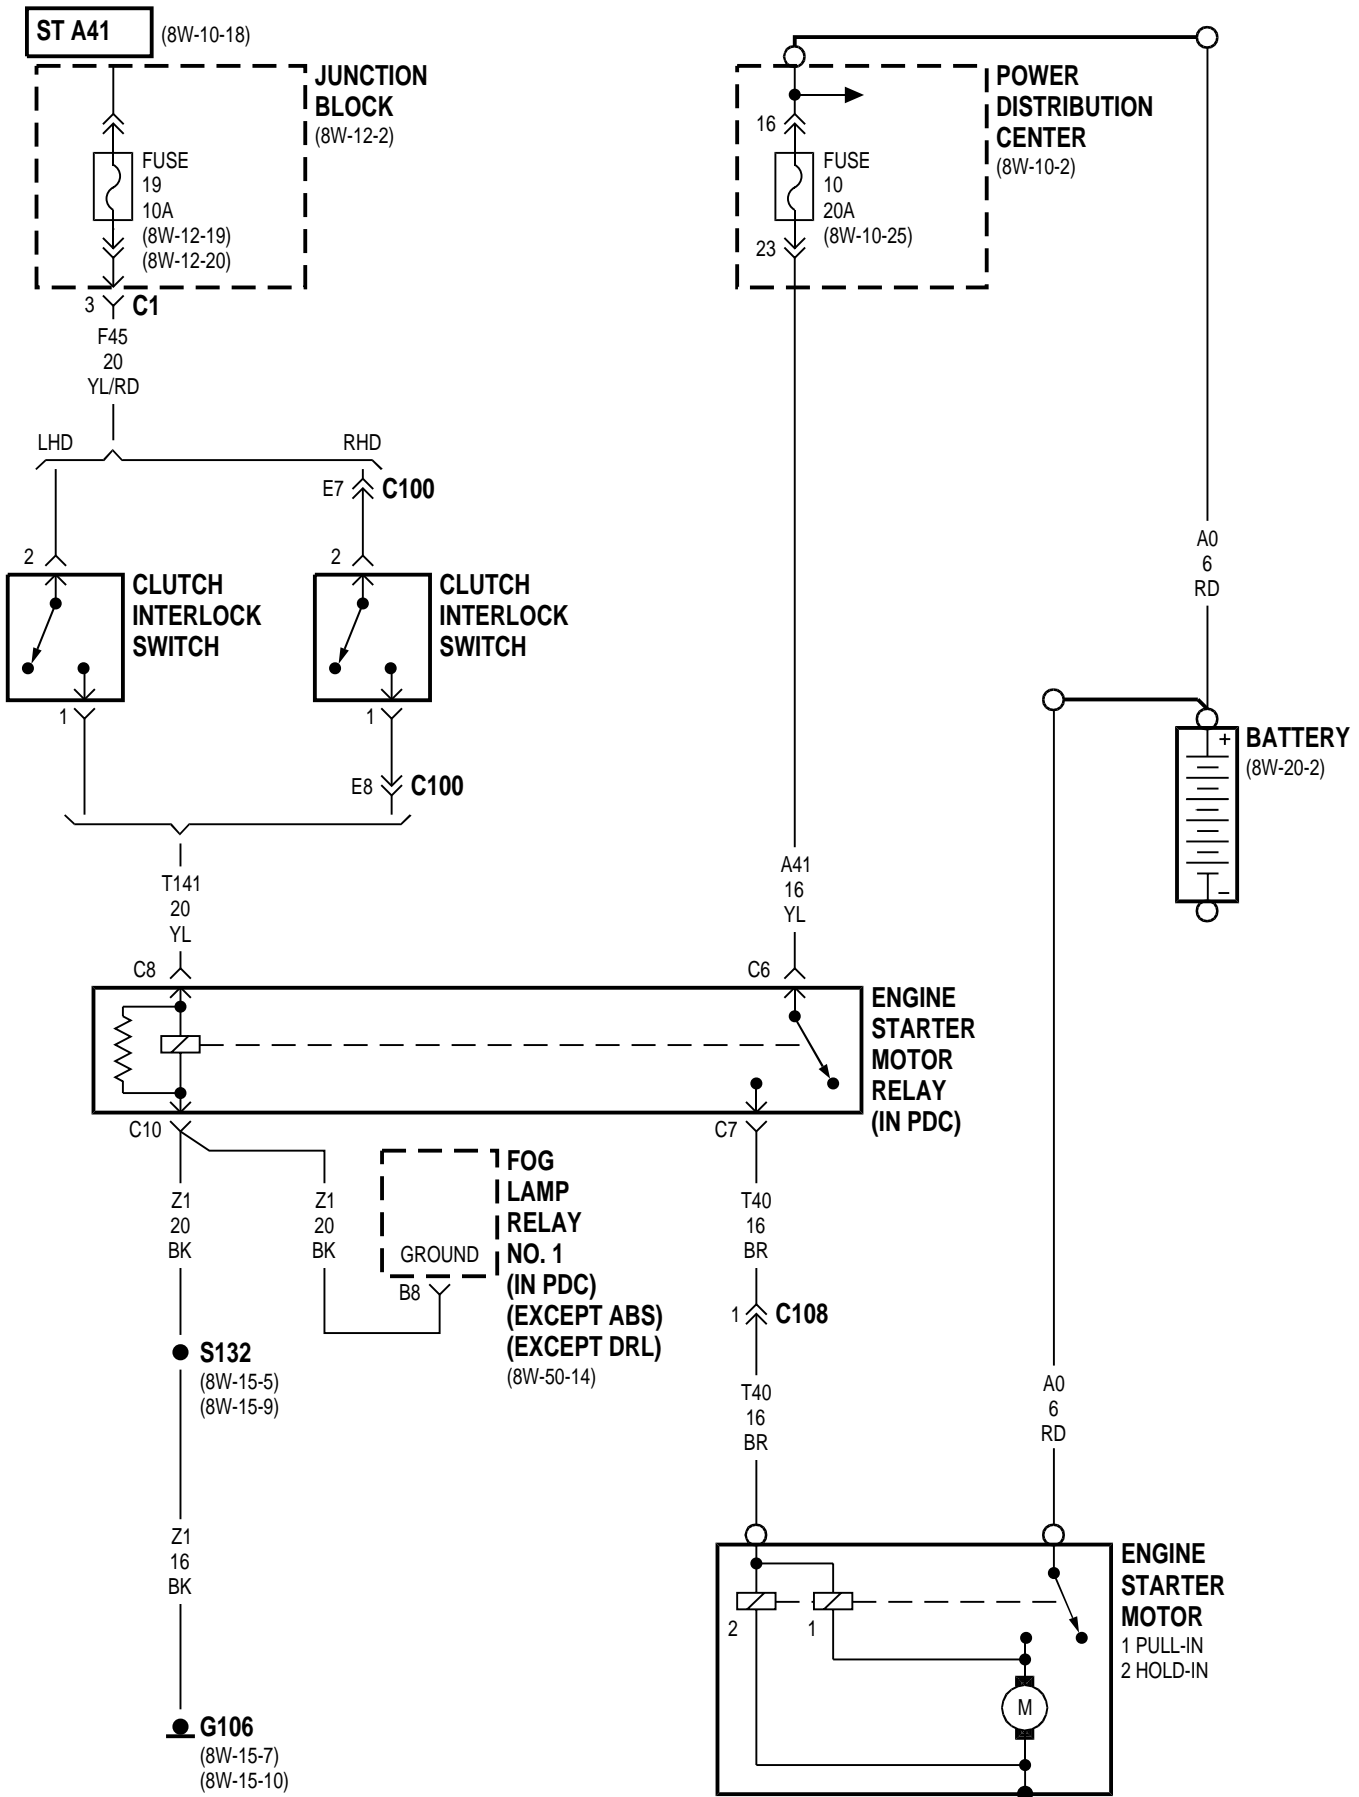 ST A41 (8W-10-18)
JUNCTION
BLOCK
(8W-12-2)
FUSE
19
10A
(8W-12-19)
(8W-12-20)
3 C1
F45
20
YL/RD
LHD RHD
E7 C100
2
CLUTCH
INTERLOCK
SWITCH
1
2
CLUTCH
INTERLOCK
SWITCH
1
E8 C100
T141
20
YL
C8
POWER
DISTRIBUTION
CENTER
(8W-10-2)
16
FUSE
10
20A
(8W-10-25)
23
A41
16
YL
C6
A0
6
RD
+
BATTERY
(8W-20-2)
–
ENGINE
STARTER
MOTOR
RELAY
(IN PDC)
C10
C7
Z1
20
BK
Z1
20
BK
GROUND
B8
FOG
LAMP
RELAY
NO. 1
(IN PDC)
(EXCEPT ABS)
(EXCEPT DRL)
(8W-50-14)
S132
(8W-15-5)
(8W-15-9)
Z1
16
BK
G106
(8W-15-7)
(8W-15-10)
T40
16
BR
1 C108
T40
16
BR
A0
6
RD
2 1
M
ENGINE
STARTER
MOTOR
1 PULL-IN
2 HOLD-IN